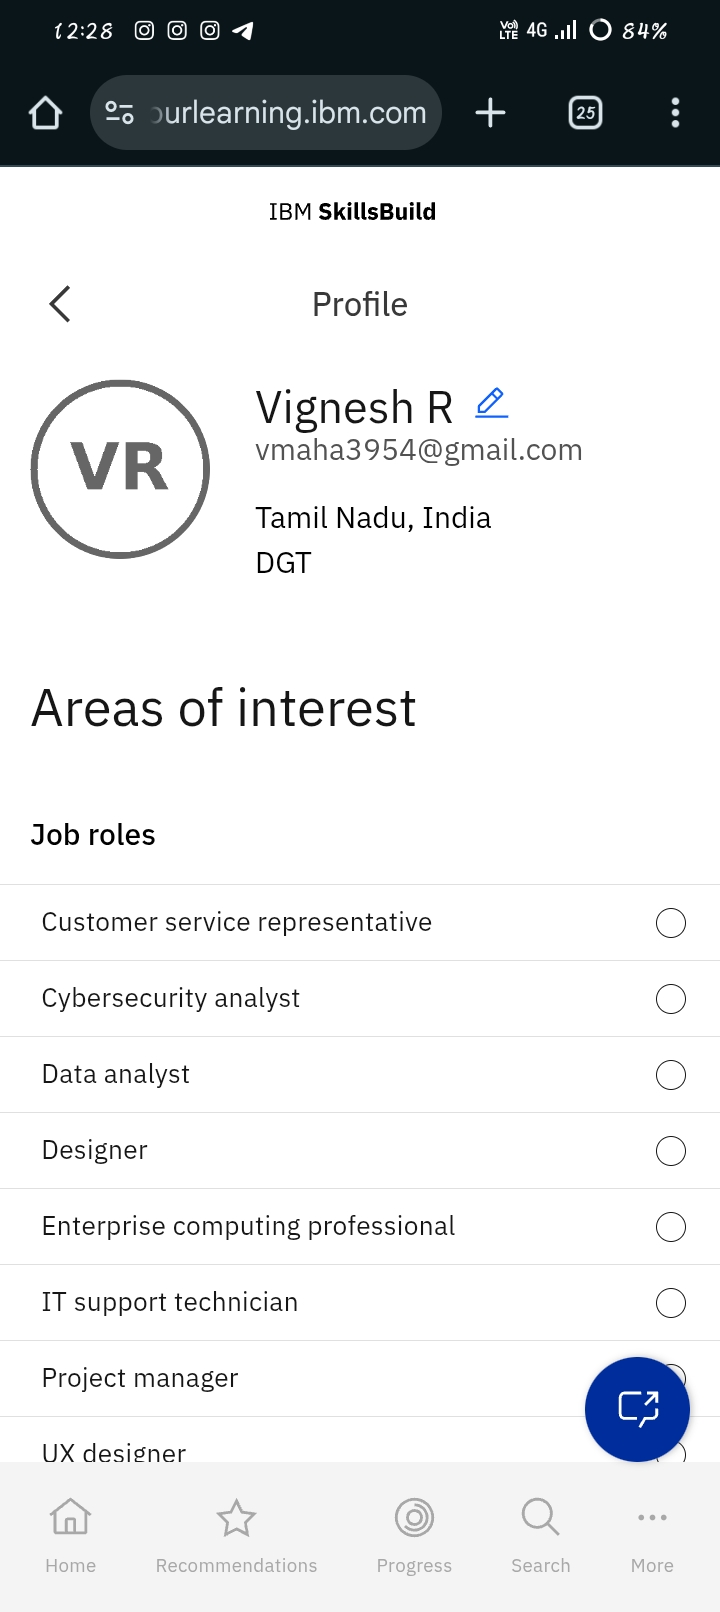 12:28 Vo) LTE 4G 84%
ourlearning.ibm.com 25
IBM SkillsBuild
Profile
VR
Vignesh R
vmaha3954@gmail.com
Tamil Nadu, India
DGT
Areas of interest
Job roles
Customer service representative
Cybersecurity analyst
Data analyst
Designer
Enterprise computing professional
IT support technician
Project manager
UX designer
Home Recommendations Progress Search More